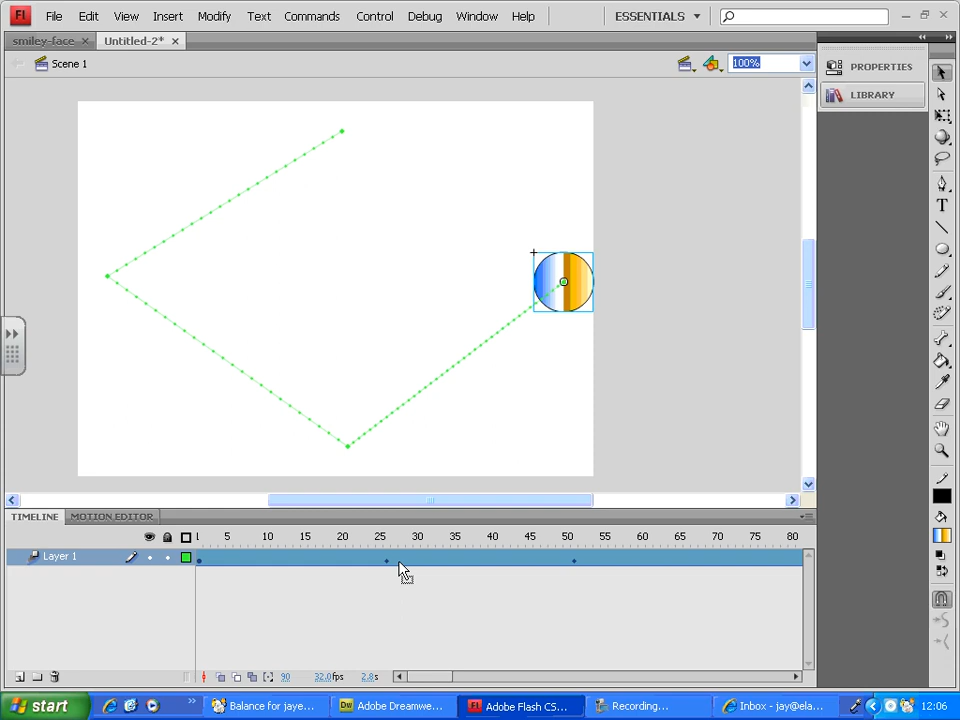 Fl File Edit View Insert Modify Text Commands Control Debug Window Help ESSENTIALS
smiley-face × Untitled-2* ×
Scene 1 100%
PROPERTIES
LIBRARY
T
TIMELINE MOTION EDITOR
1 5 10 15 20 25 30 35 40 45 50 55 60 65 70 75 80
Layer 1
90 32.0fps 2.8s
start Balance for jaye... Dw Adobe Dreamwe... Fl Adobe Flash CS... Recording... Inbox - jay@ela... 12:06